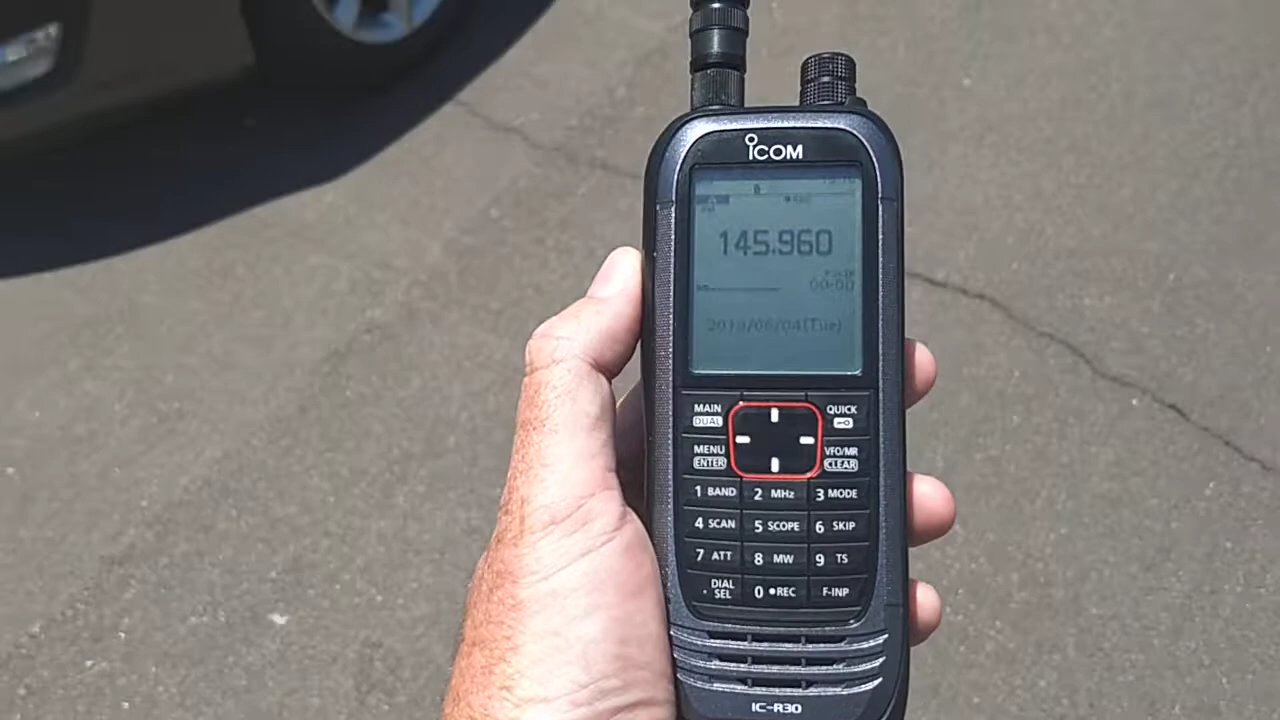 iCOM
145.960
00:00
2019/06/04(Tue)
MAIN QUICK
DUAL
MENU VFO/MR
ENTER CLEAR
1 BAND 2 MHz 3 MODE
4 SCAN 5 SCOPE 6 SKIP
7 ATT 8 MW 9 TS
. DIAL SEL 0 ●REC F-INP
IC-R30